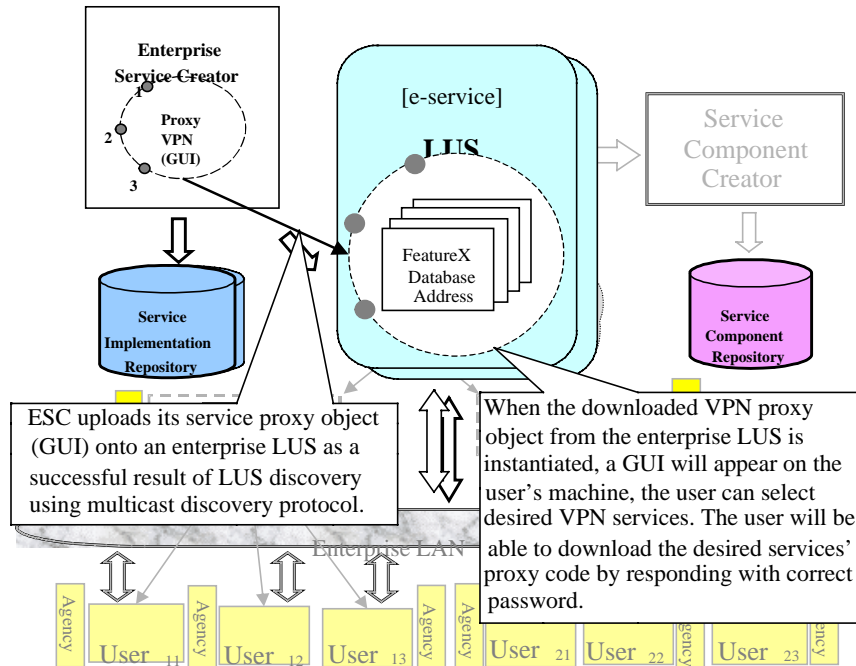 Enterprise
Service Creator
1
2
3
Proxy
VPN
(GUI)
[e-service]
LUS
FeatureX
Database
Address
Service
Component
Creator
Service
Implementation
Repository
Service
Component
Repository
ESC uploads its service proxy object
(GUI) onto an enterprise LUS as a
successful result of LUS discovery
using multicast discovery protocol.
When the downloaded VPN proxy
object from the enterprise LUS is
instantiated, a GUI will appear on the
user’s machine, the user can select
desired VPN services. The user will be
able to download the desired services’
proxy code by responding with correct
password.
Enterprise LAN
Agency
User 11
Agency
User 12
User 13
Agency
Agency
User 21
User 22
Agency
User 23
Agency